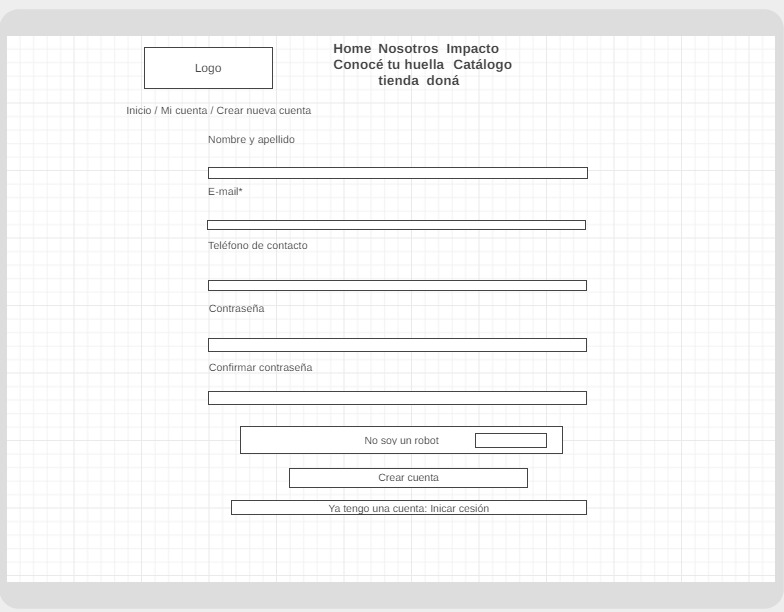 Logo
Home Nosotros Impacto
Conocé tu huella Catálogo
tienda doná
Inicio / Mi cuenta / Crear nueva cuenta
Nombre y apellido
E-mail*
Teléfono de contacto
Contraseña
Confirmar contraseña
No soy un robot
Crear cuenta
Ya tengo una cuenta: Inicar cesión